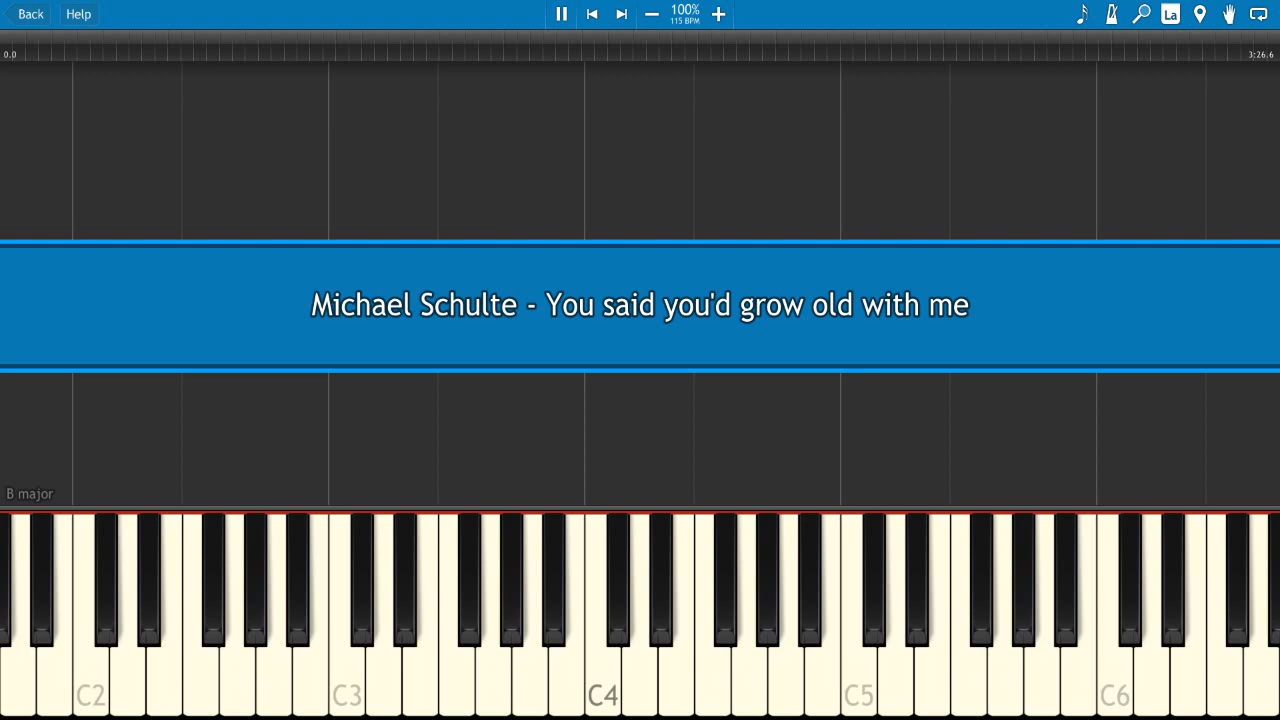 Back Help 100% La
115 BPM
0.0 3:26.6
Michael Schulte - You said you'd grow old with me
B major
C2 C3 C4 C5 C6